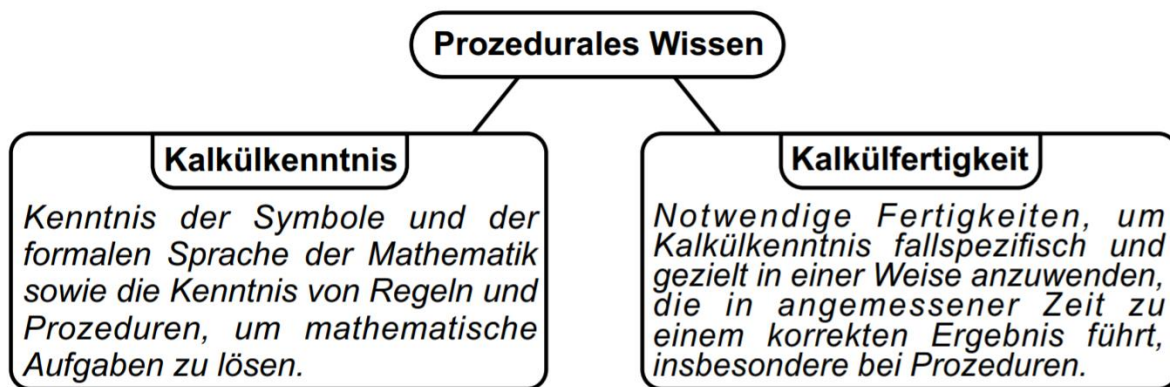 Prozedurales Wissen
Kalkülkenntnis
Kenntnis der Symbole und der
formalen Sprache der Mathematik
sowie die Kenntnis von Regeln und
Prozeduren, um mathematische
Aufgaben zu lösen.
Kalkülfertigkeit
Notwendige Fertigkeiten, um
Kalkülkenntnis fallspezifisch und
gezielt in einer Weise anzuwenden,
die in angemessener Zeit zu
einem korrekten Ergebnis führt,
insbesondere bei Prozeduren.